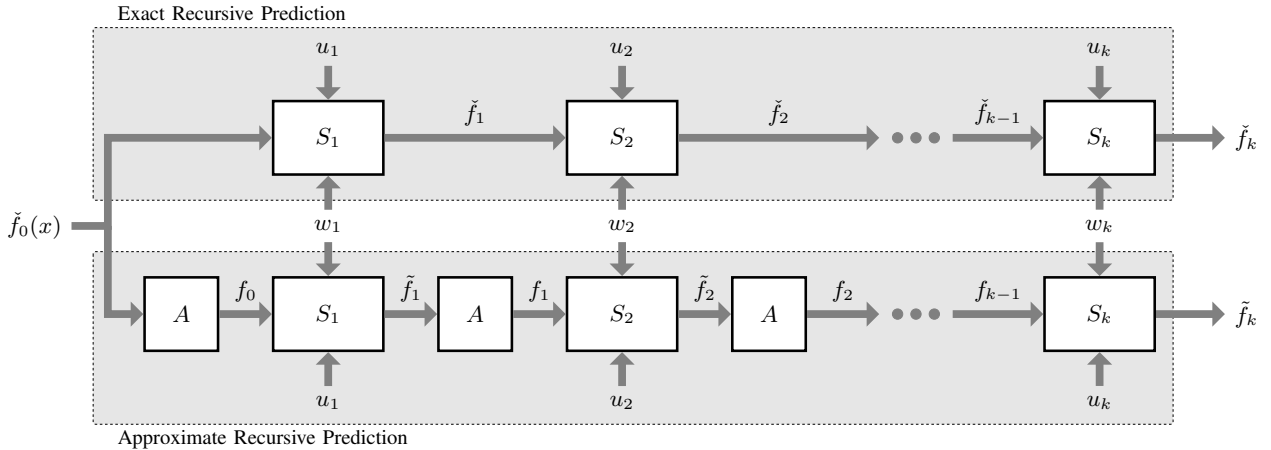 Exact Recursive Prediction
u₁ u₂ uₖ
S₁ f̌₁ S₂ f̌₂ f̌ₖ₋₁ Sₖ f̌ₖ
f̌₀(x) w₁ w₂ wₖ
A f₀ S₁ f̃₁ A f₁ S₂ f̃₂ A f₂ fₖ₋₁ Sₖ f̃ₖ
u₁ u₂ uₖ
Approximate Recursive Prediction